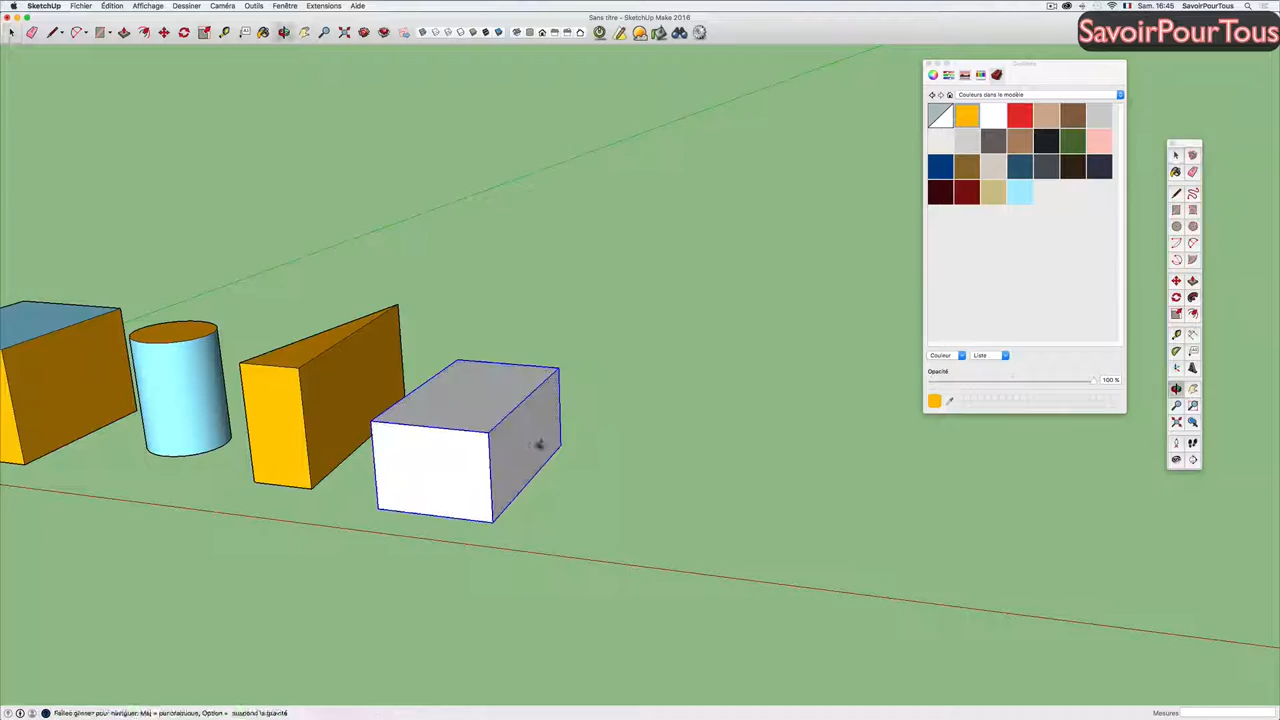 SketchUp Fichier Édition Affichage Caméra Dessiner Outils Fenêtre Extensions Aide
Sam. 16:45 SavoirPourTous
Sans titre - SketchUp Make 2016
SavoirPourTous
Couleurs dans le modèle
Couleur Liste
Opacité
100 %
Mesures